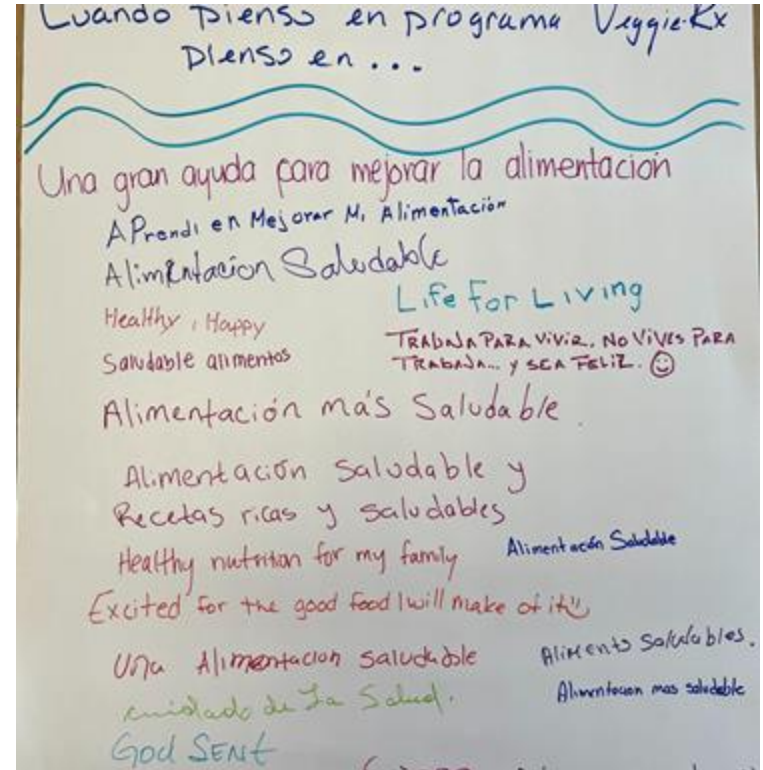 Cuando pienso en programa Veggie Rx
pienso en...
Una gran ayuda para mejorar la alimentación
APrendi en Mejorar Mi Alimentación
Alimentacion Saludable
Healthy, Happy
Life For Living
Saludable alimentos
TRABAJA PARA VIVIR, NO VIVES PARA
TRABAJA... Y SEA FELIZ. ☺
Alimentación más Saludable.
Alimentación saludable y
Recetas ricas y saludables
Healthy nutrition for my family
Alimentación Saludable
Excited for the good food I will make of it
Una Alimentacion saludable
Alimento Saludables.
cuidado de La Salud.
Alimentacion mas saludable
God SENt